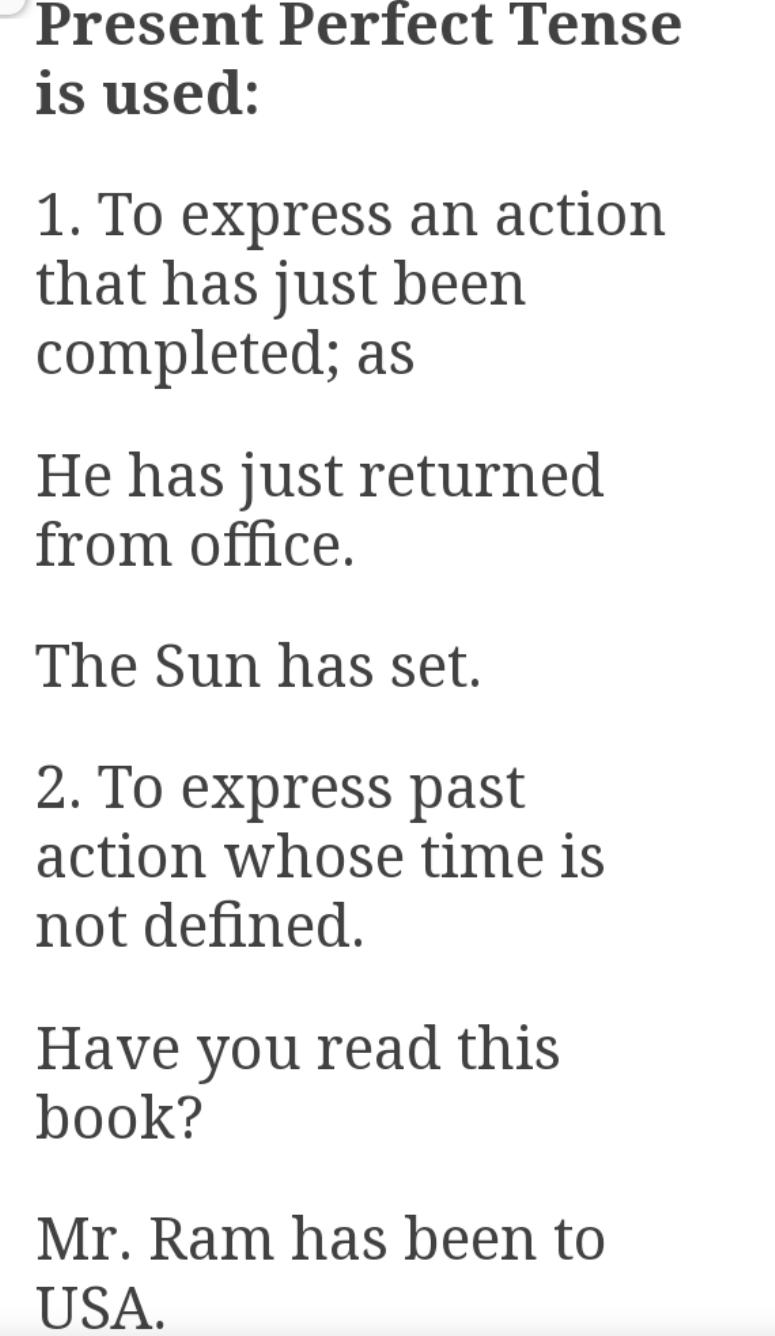 Present Perfect Tense
is used:
1. To express an action
that has just been
completed; as
He has just returned
from office.
The Sun has set.
2. To express past
action whose time is
not defined.
Have you read this
book?
Mr. Ram has been to
USA.